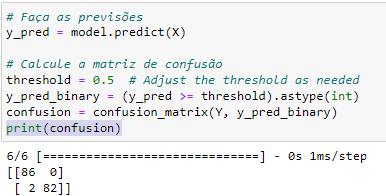 # Faça as previsões
y_pred = model.predict(X)
# Calcule a matriz de confusão
threshold = 0.5  # Adjust the threshold as needed
y_pred_binary = (y_pred >= threshold).astype(int)
confusion = confusion_matrix(Y, y_pred_binary)
print(confusion)
6/6 [==============================] - 0s 1ms/step
[[86  0]
 [ 2 82]]